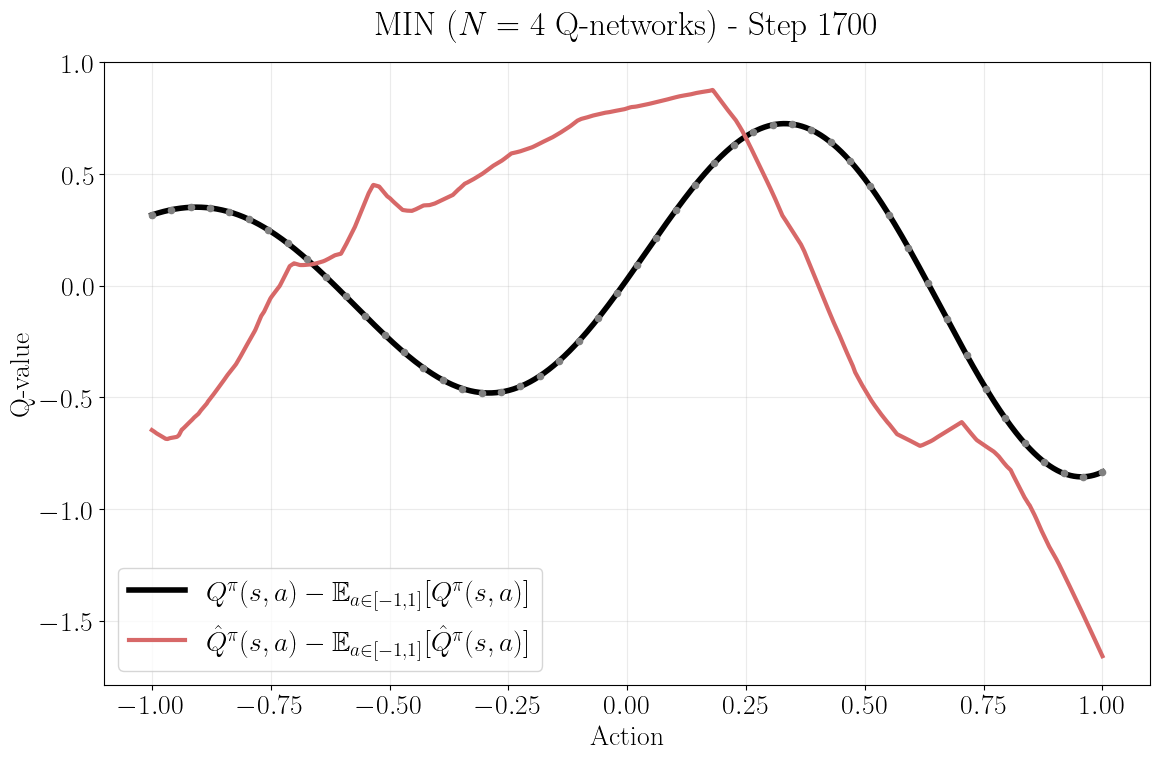 MIN (N = 4 Q-networks) - Step 1700
Q-value
1.0
0.5
0.0
−0.5
−1.0
−1.5
Q^π(s, a) − 𝔼_{a∈[−1,1]}[Q^π(s, a)]
Q̂^π(s, a) − 𝔼_{a∈[−1,1]}[Q̂^π(s, a)]
−1.00 −0.75 −0.50 −0.25 0.00 0.25 0.50 0.75 1.00
Action